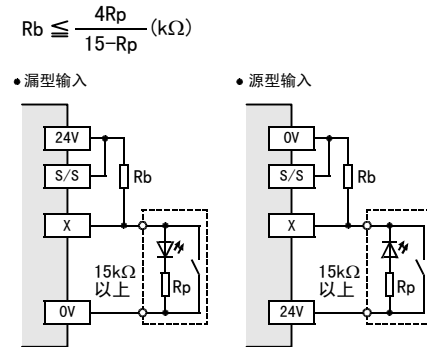 Rb ≦ 4Rp / 15-Rp (kΩ)
● 漏型输入
24V
S/S
Rb
X
15kΩ
以上
Rp
0V
● 源型输入
0V
S/S
Rb
X
15kΩ
以上
Rp
24V